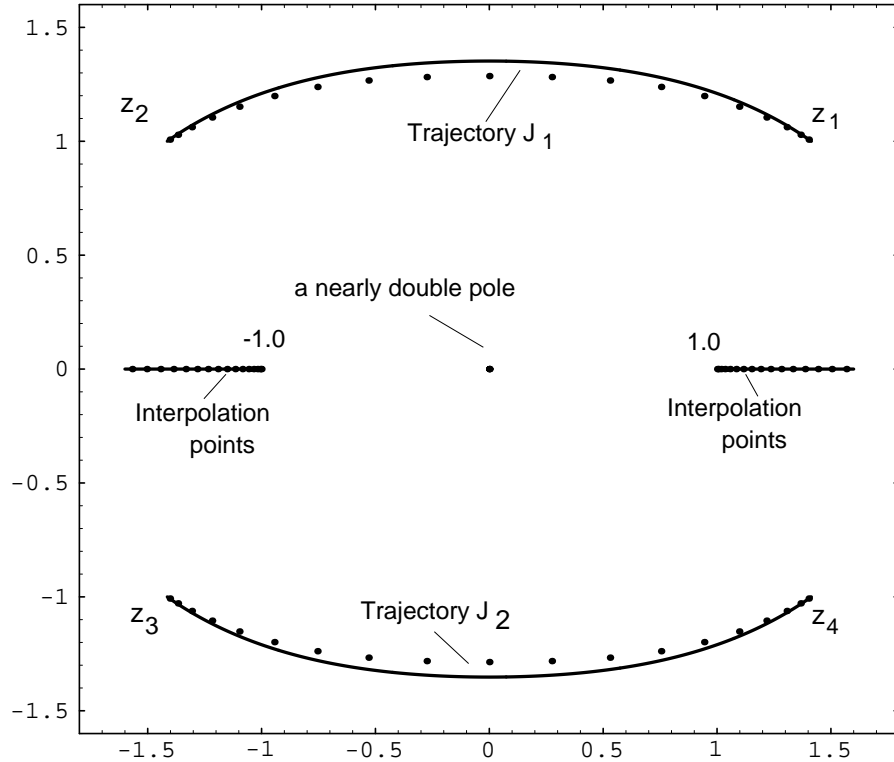 1.5
z2
z1
Trajectory J 1
1
0.5
a nearly double pole
-1.0
1.0
0
Interpolation
points
Interpolation
points
-0.5
-1
z3
Trajectory J 2
z4
-1.5
-1.5 -1 -0.5 0 0.5 1 1.5